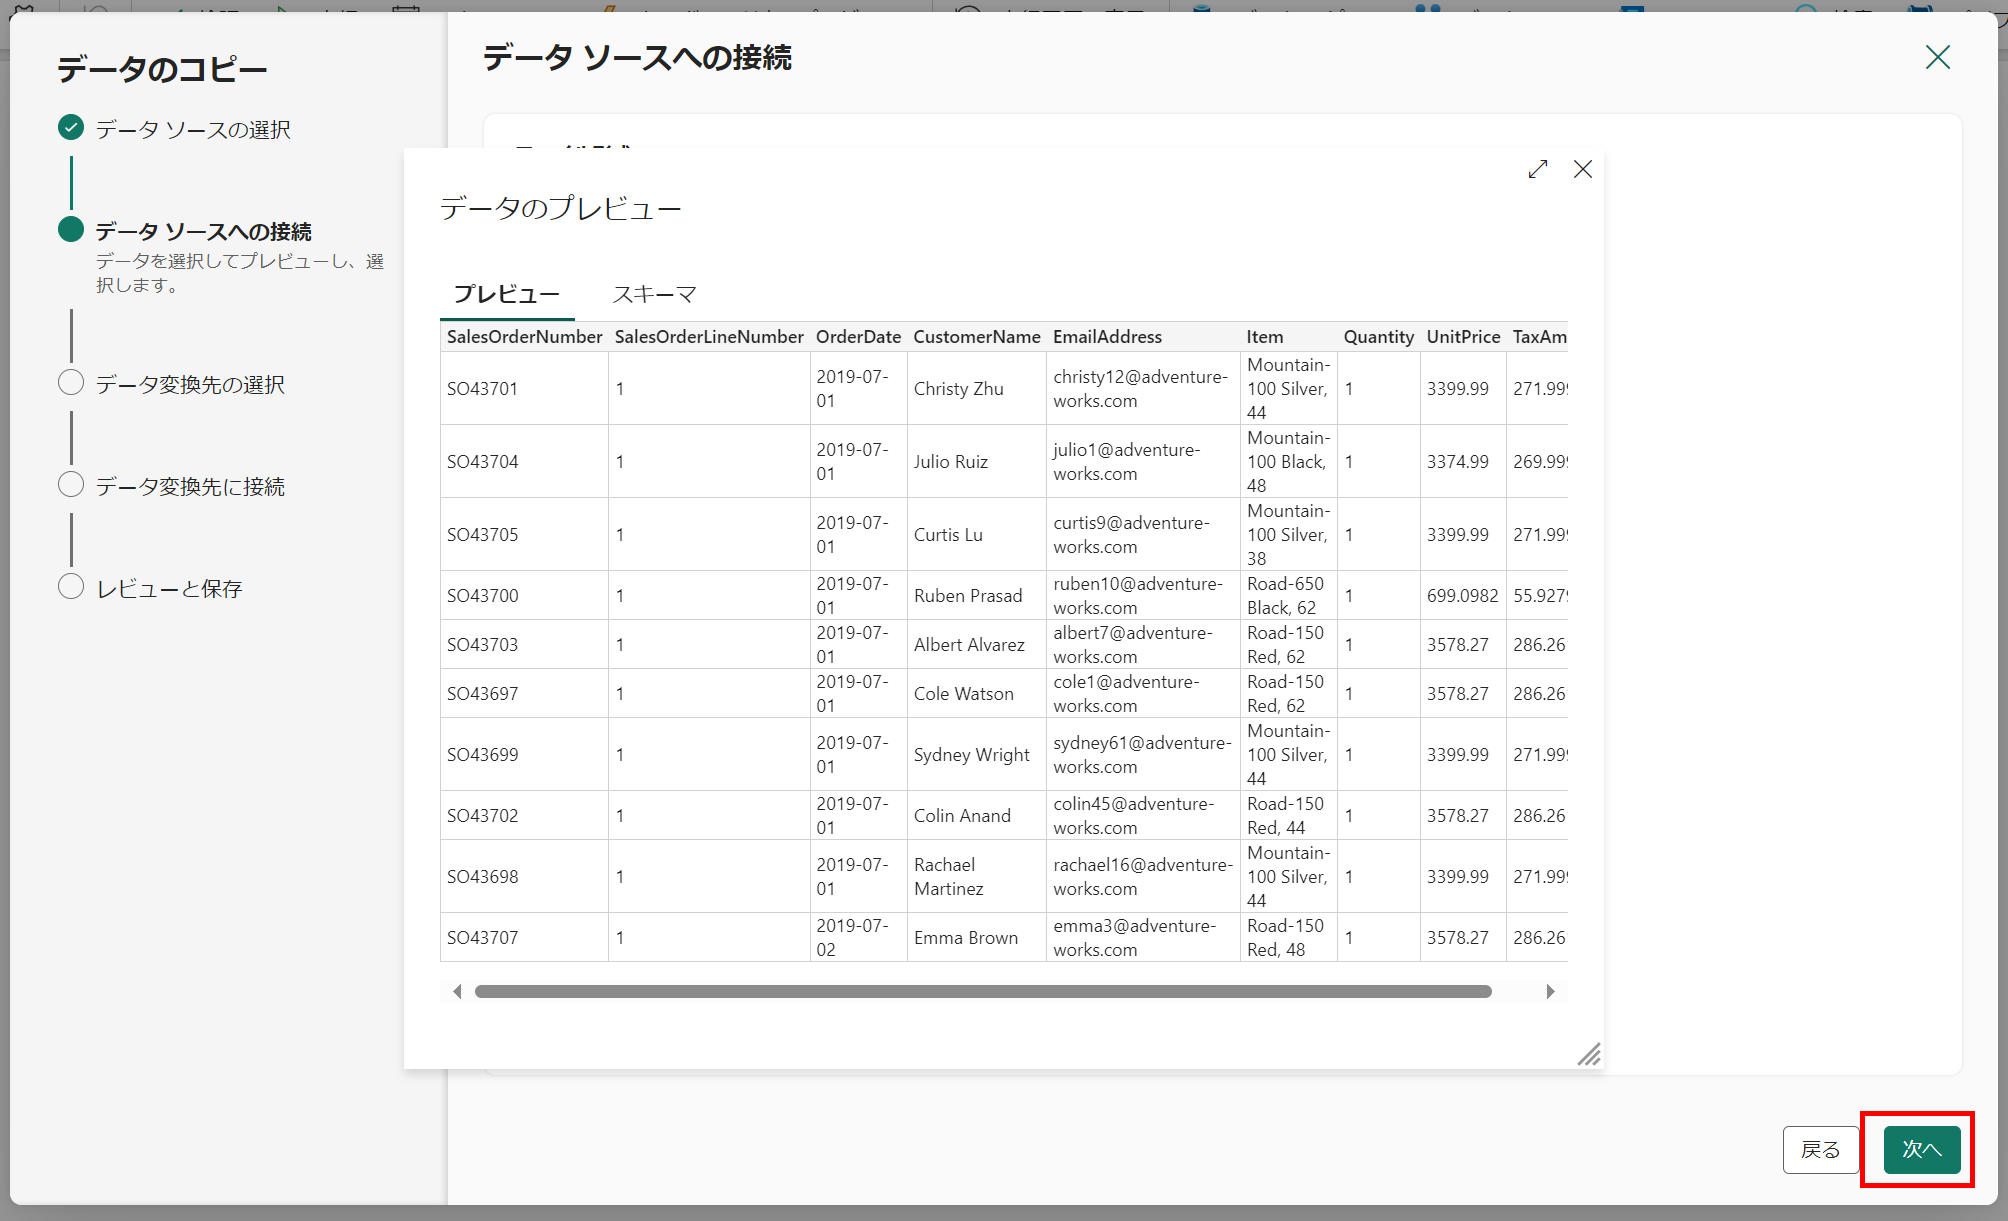 データのコピー
データ ソースの選択
データ ソースへの接続
データを選択してプレビューし、選
択します。
データ変換先の選択
データ変換先に接続
レビューと保存
データ ソースへの接続
データのプレビュー
プレビュー スキーマ
SalesOrderNumber SalesOrderLineNumber OrderDate CustomerName EmailAddress Item Quantity UnitPrice TaxAm
SO43701 1 2019-07-01 Christy Zhu christy12@adventure-works.com Mountain-100 Silver, 44 1 3399.99 271.999
SO43704 1 2019-07-01 Julio Ruiz julio1@adventure-works.com Mountain-100 Black, 48 1 3374.99 269.999
SO43705 1 2019-07-01 Curtis Lu curtis9@adventure-works.com Mountain-100 Silver, 38 1 3399.99 271.999
SO43700 1 2019-07-01 Ruben Prasad ruben10@adventure-works.com Road-650 Black, 62 1 699.0982 55.9279
SO43703 1 2019-07-01 Albert Alvarez albert7@adventure-works.com Road-150 Red, 62 1 3578.27 286.26
SO43697 1 2019-07-01 Cole Watson cole1@adventure-works.com Road-150 Red, 62 1 3578.27 286.26
SO43699 1 2019-07-01 Sydney Wright sydney61@adventure-works.com Mountain-100 Silver, 44 1 3399.99 271.999
SO43702 1 2019-07-01 Colin Anand colin45@adventure-works.com Road-150 Red, 44 1 3578.27 286.26
SO43698 1 2019-07-01 Rachael Martinez rachael16@adventure-works.com Mountain-100 Silver, 44 1 3399.99 271.999
SO43707 1 2019-07-02 Emma Brown emma3@adventure-works.com Road-150 Red, 48 1 3578.27 286.26
戻る 次へ